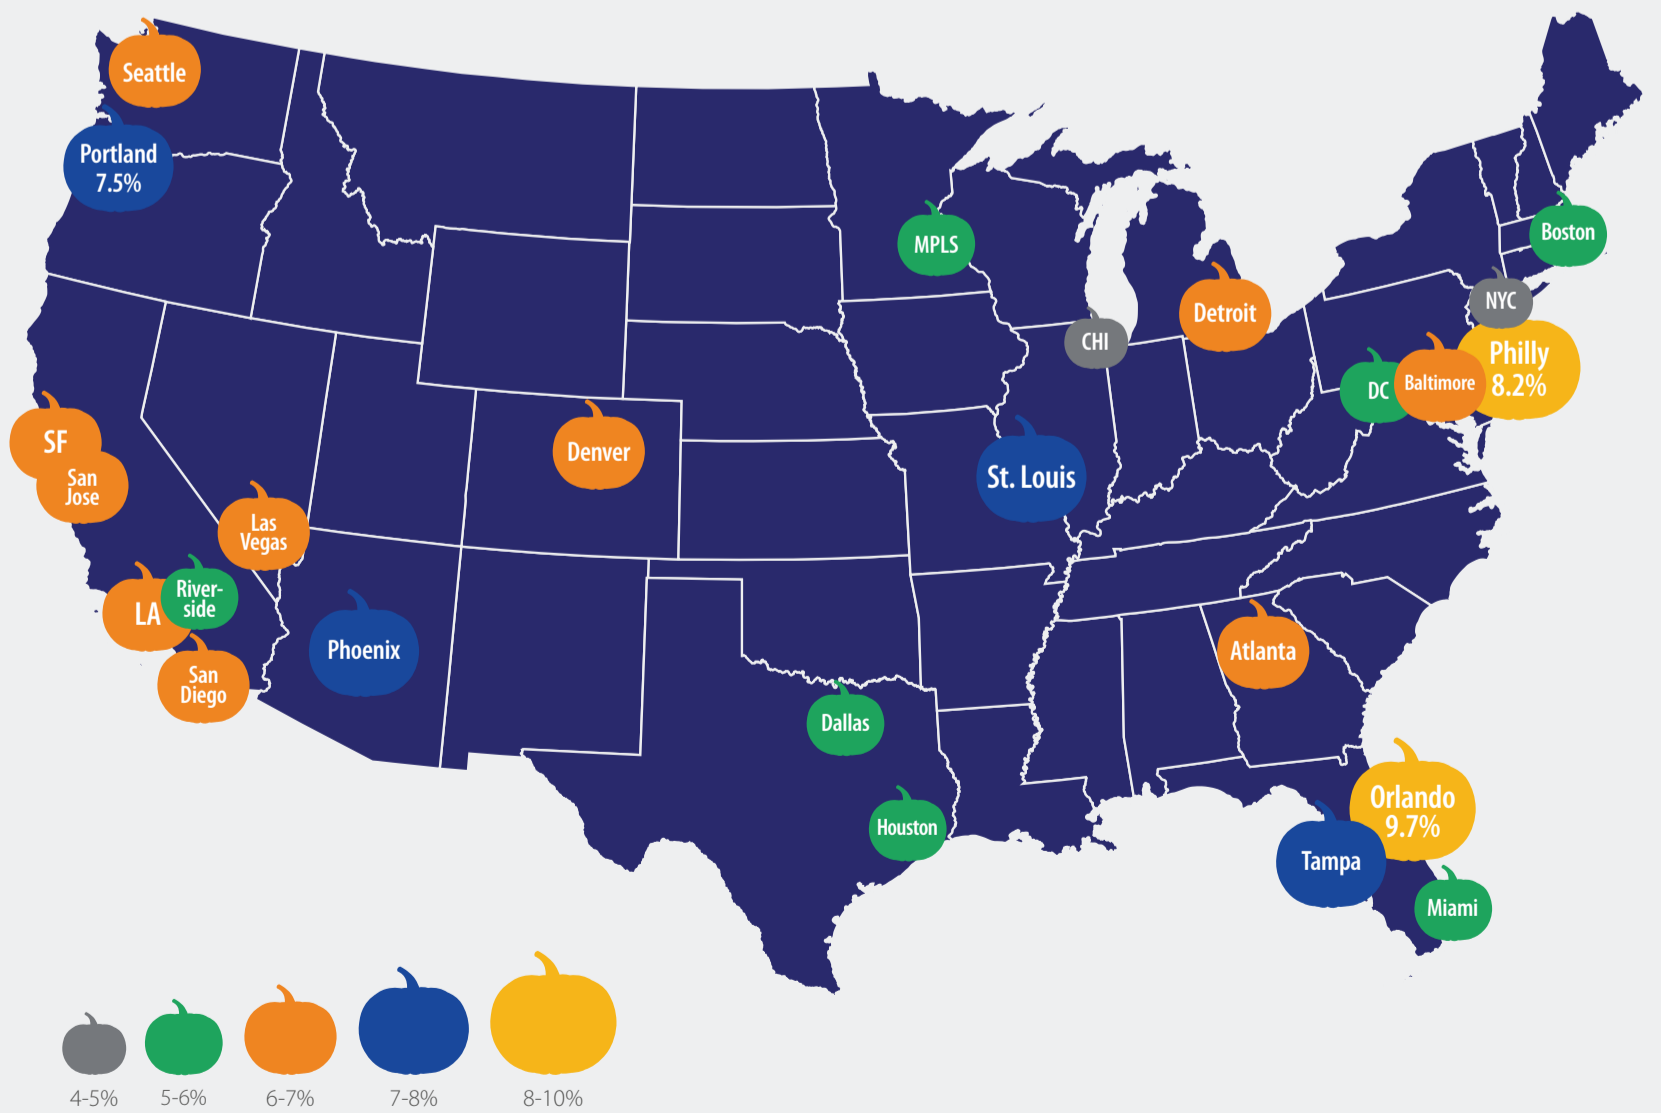 Seattle
Portland
7.5%
MPLS
Boston
NYC
Detroit
CHI
Philly
8.2%
Baltimore
DC
SF
San
Jose
Denver
St. Louis
Las
Vegas
River-
side
LA
San
Diego
Phoenix
Atlanta
Dallas
Houston
Orlando
9.7%
Tampa
Miami
4-5%
5-6%
6-7%
7-8%
8-10%